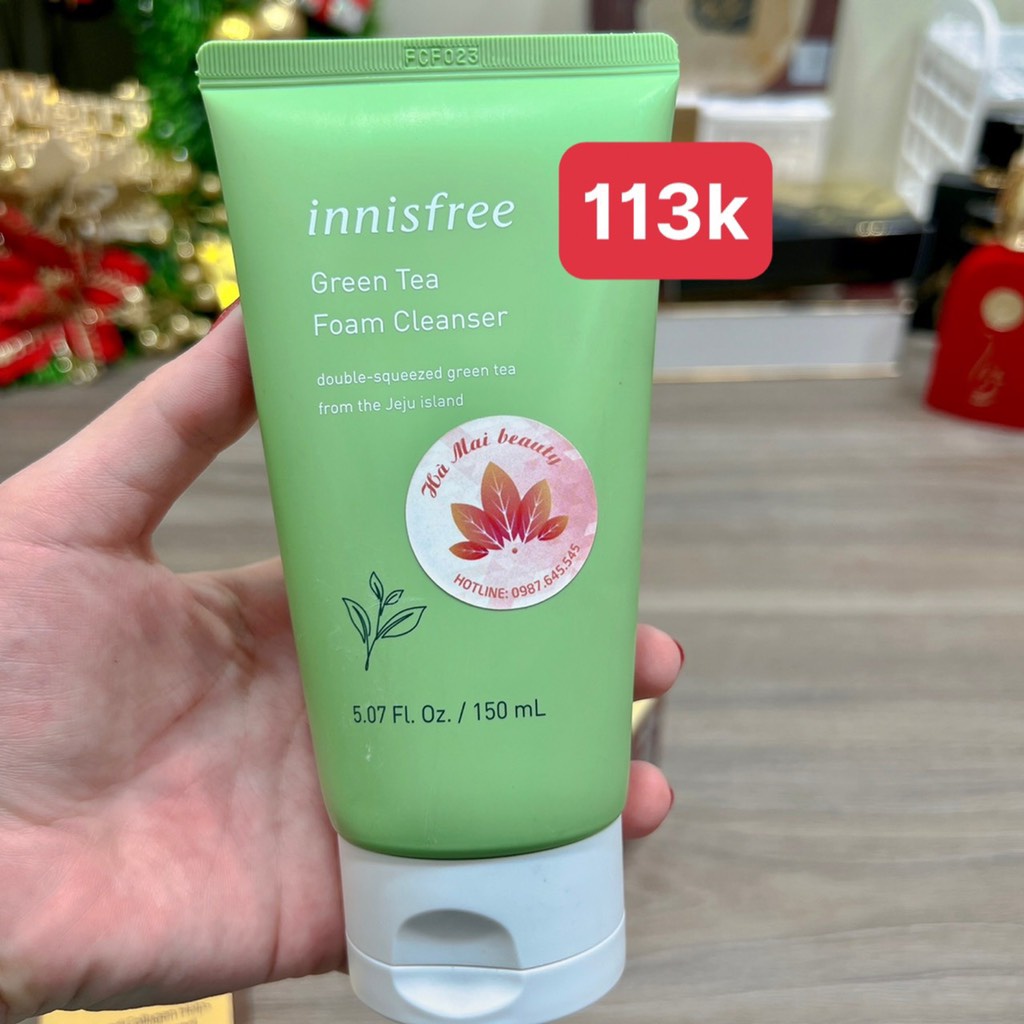 FCF023
innisfree
113k
Green Tea
Foam Cleanser
double-squeezed green tea
from the Jeju island
Hà Mai beauty
HOTLINE: 0987.645.545
5.07 Fl. Oz. / 150 mL